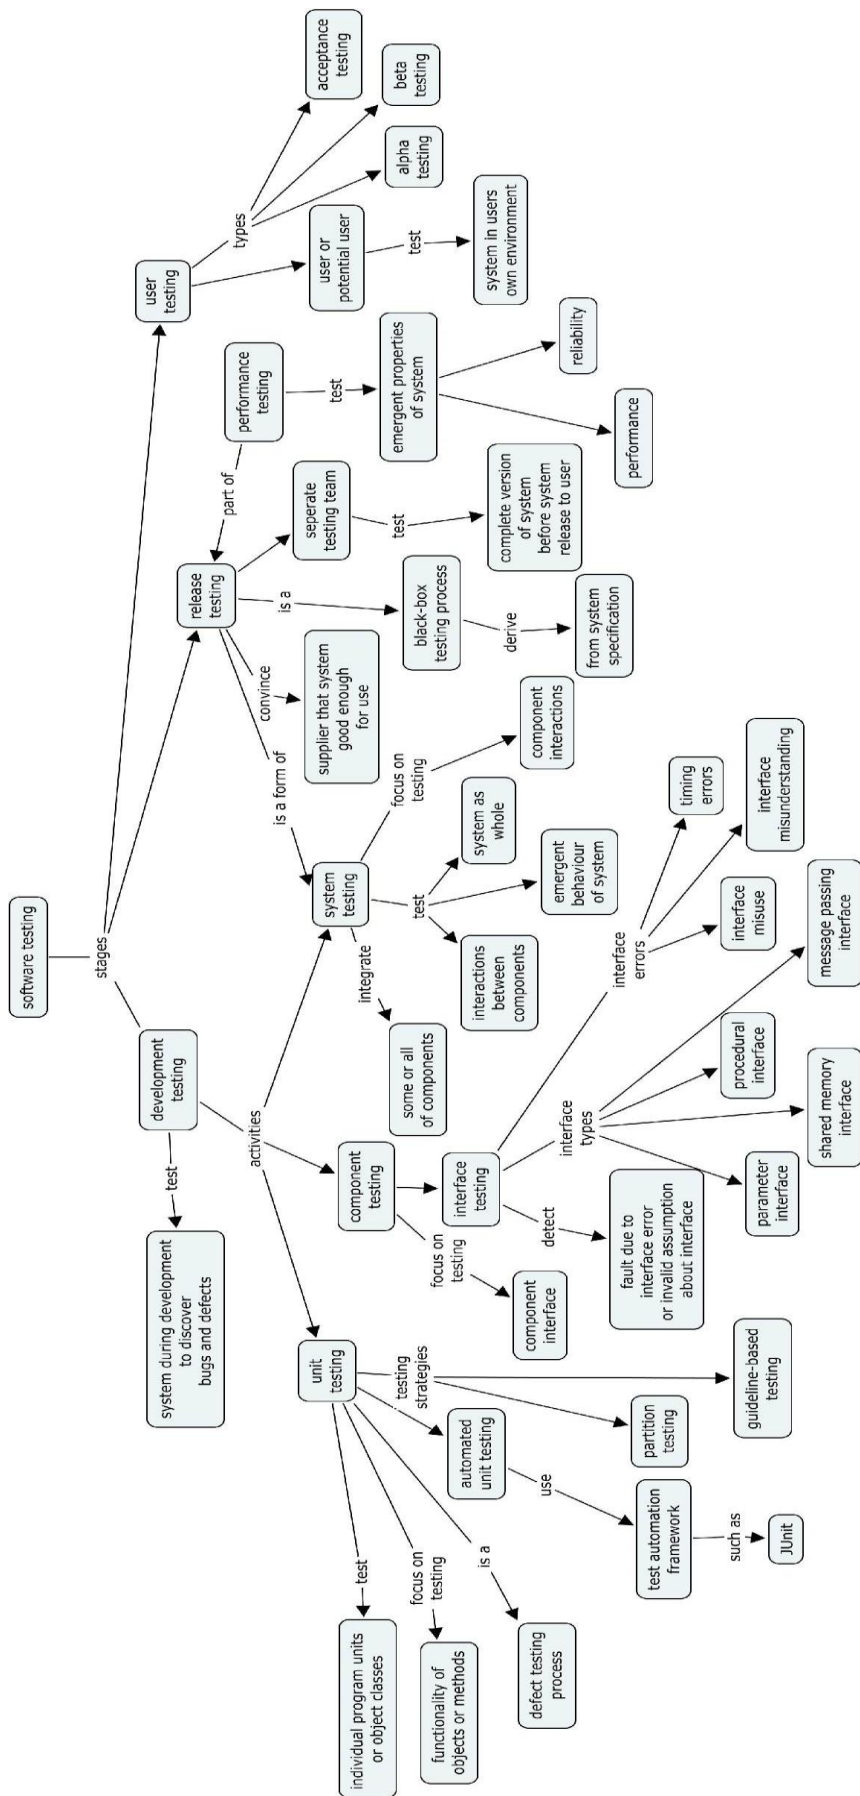 software testing
stages
development
testing
test
system during development
to discover
bugs and defects
activities
unit
testing
test
individual program units
or object classes
focus on
testing
functionality of
objects or methods
is a
defect testing
process
automated
unit testing
use
test automation
framework
such as
JUnit
testing
strategies
partition
testing
guideline-based
testing
component
testing
focus on
testing
component
interface
interface
testing
detect
fault due to
interface error
or invalid assumption
about interface
interface
types
parameter
interface
shared memory
interface
procedural
interface
message passing
interface
interface
errors
interface
misuse
interface
misunderstanding
timing
errors
system
testing
integrate
some or all
of components
test
interactions
between
components
emergent
behaviour
of system
system as
whole
focus on
testing
component
interactions
release
testing
is a form of
convince
supplier that system
good enough
for use
is a
black-box
testing process
derive
from system
specification
seperate
testing team
test
complete version
of system
before system
release to user
part of
performance
testing
test
emergent properties
of system
performance
reliability
user
testing
user or
potential user
test
system in users
own environment
types
alpha
testing
beta
testing
acceptance
testing